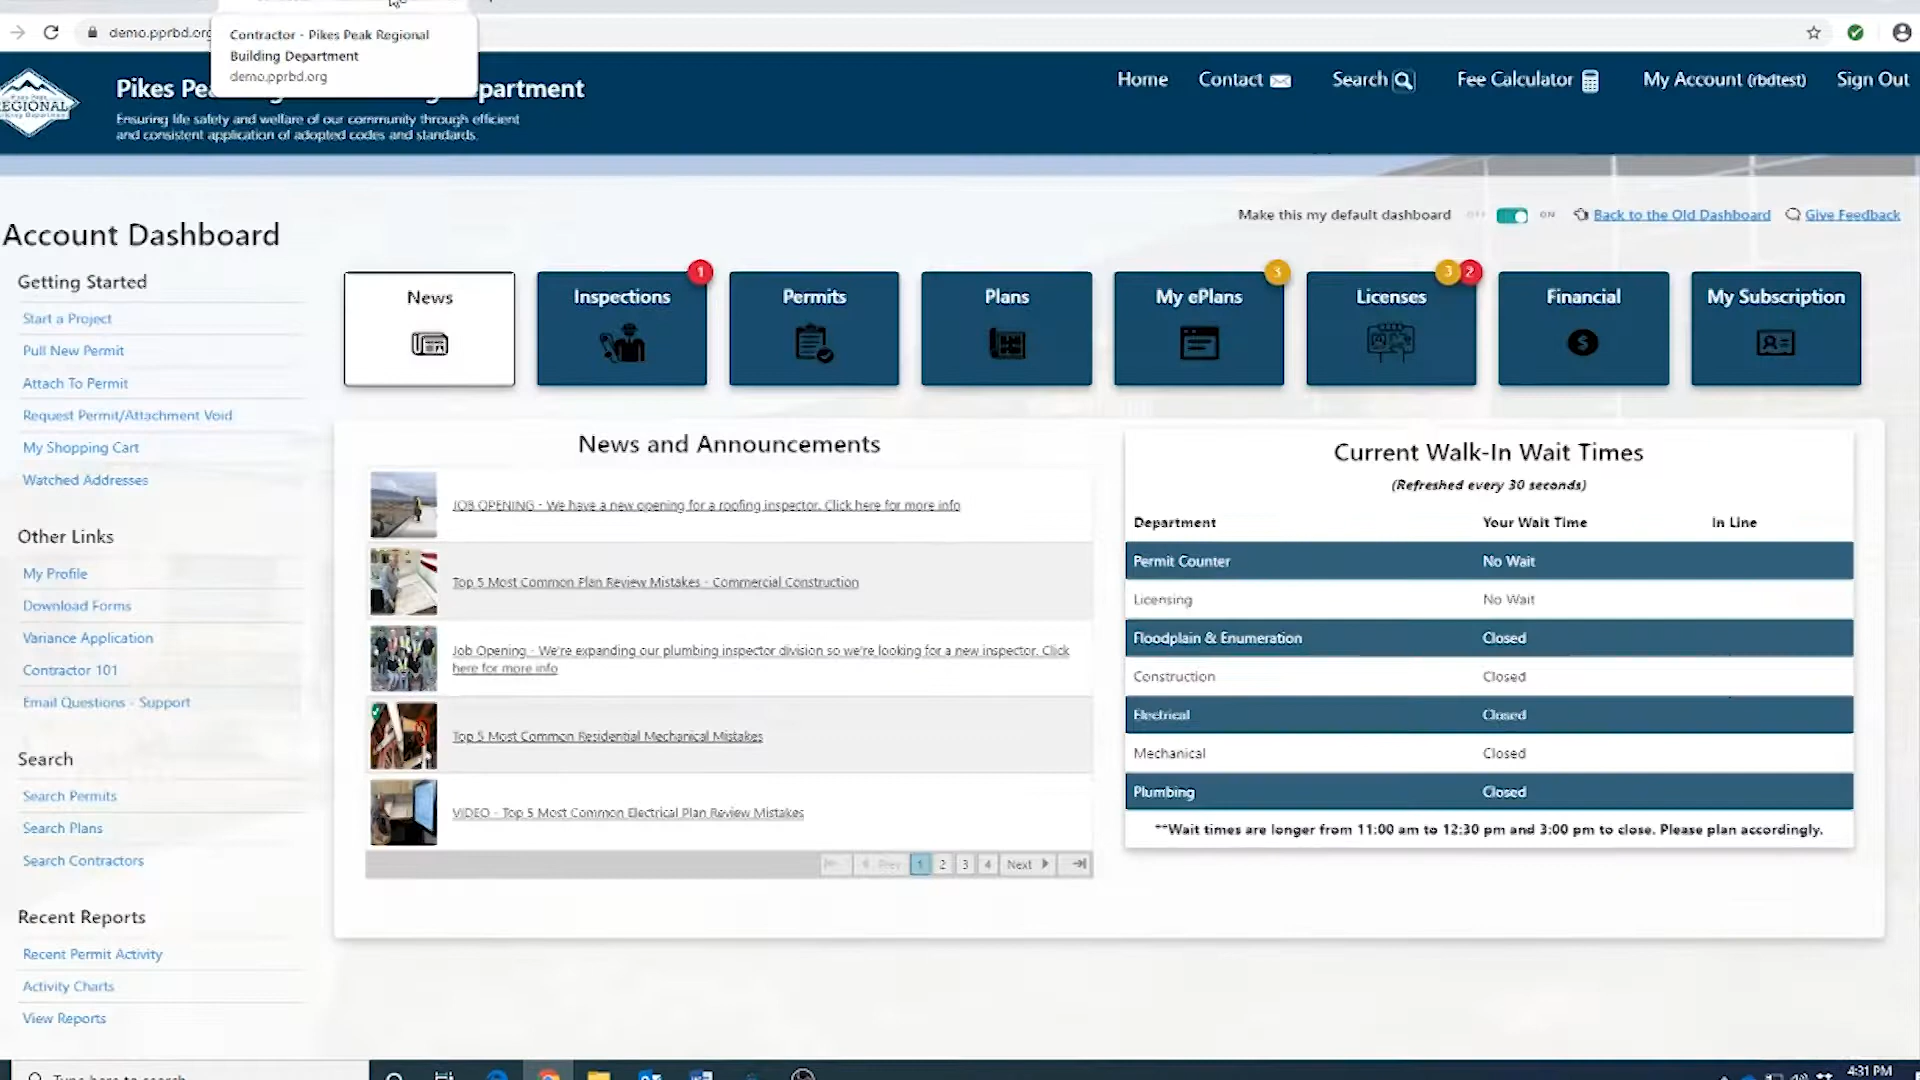 demo.pprbd.org
Contractor - Pikes Peak Regional
Building Department
demo.pprbd.org
REGIONAL
Pikes Pe
partment
Ensuring life safety and welfare of our community through efficient
and consistent application of adopted codes and standards.
Home
Contact
Search
Fee Calculator
My Account (rbdtest)
Sign Out
Make this my default dashboard
OFF
ON
Back to the Old Dashboard
Give Feedback
Account Dashboard
Getting Started
Start a Project
Pull New Permit
Attach To Permit
Request Permit/Attachment Void
My Shopping Cart
Watched Addresses
Other Links
My Profile
Download Forms
Variance Application
Contractor 101
Email Questions - Support
Search
Search Permits
Search Plans
Search Contractors
Recent Reports
Recent Permit Activity
Activity Charts
View Reports
News
Inspections
1
Permits
Plans
My ePlans
3
Licenses
3
2
Financial
My Subscription
News and Announcements
JOB OPENING - We have a new opening for a roofing inspector. Click here for more info
Top 5 Most Common Plan Review Mistakes - Commercial Construction
Job Opening - We're expanding our plumbing inspector division so we're looking for a new inspector. Click
here for more info
Top 5 Most Common Residential Mechanical Mistakes
VIDEO - Top 5 Most Common Electrical Plan Review Mistakes
Prev 1 2 3 4 Next
Current Walk-In Wait Times
(Refreshed every 30 seconds)
Department Your Wait Time In Line
Permit Counter No Wait
Licensing No Wait
Floodplain & Enumeration Closed
Construction Closed
Electrical Closed
Mechanical Closed
Plumbing Closed
**Wait times are longer from 11:00 am to 12:30 pm and 3:00 pm to close. Please plan accordingly.
Type here to search
4:31 PM